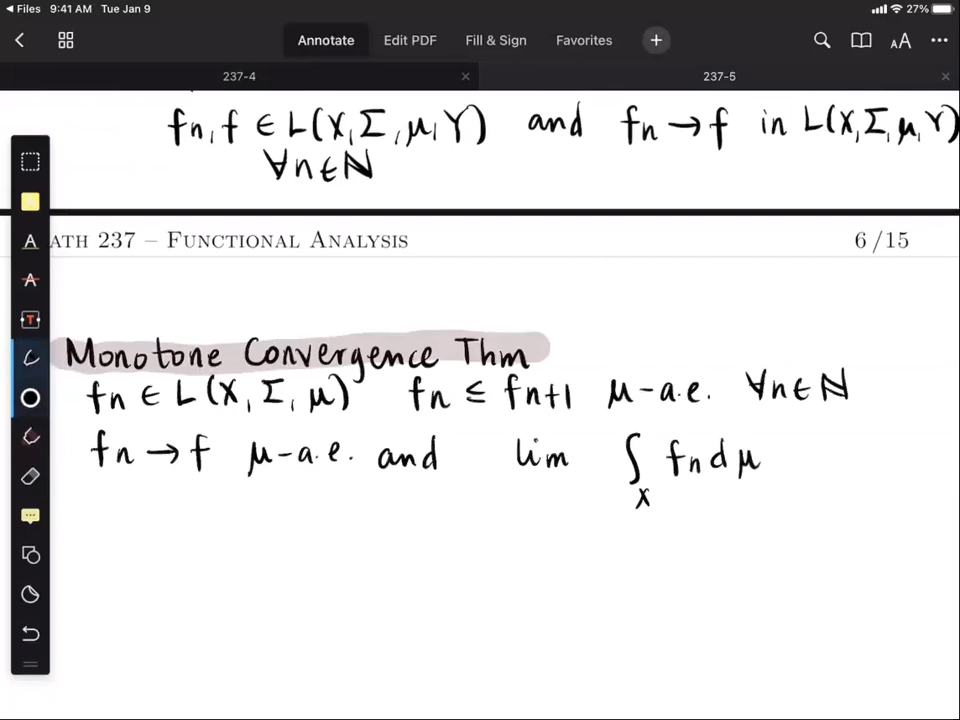 Files 9:41 AM Tue Jan 9 27%
Annotate Edit PDF Fill & Sign Favorites + AA
237-4 × 237-5 ×
fn, f ∈ L(X, Σ, μ, Y) and fn → f in L(X, Σ, μ, Y)
∀n∈ℕ
ATH 237 – FUNCTIONAL ANALYSIS 6/15
Monotone Convergence Thm
fn ∈ L(X, Σ, μ) fn ≤ fn+1 μ-a.e. ∀n∈ℕ
fn → f μ-a.e. and lim ∫ fn dμ
X